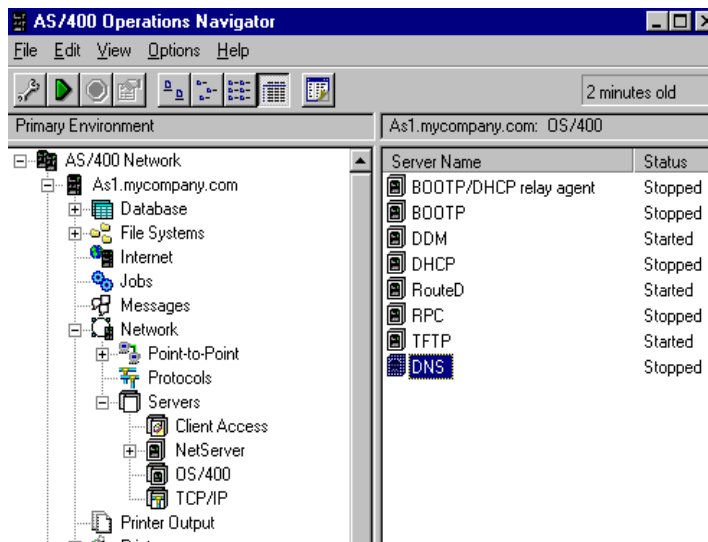 AS/400 Operations Navigator
File Edit View Options Help
2 minutes old
Primary Environment
As1.mycompany.com: OS/400
AS/400 Network
As1.mycompany.com
Database
File Systems
Internet
Jobs
Messages
Network
Point-to-Point
Protocols
Servers
Client Access
NetServer
OS/400
TCP/IP
Printer Output
Server Name Status
BOOTP/DHCP relay agent Stopped
BOOTP Stopped
DDM Started
DHCP Stopped
RouteD Started
RPC Stopped
TFTP Started
DNS Stopped